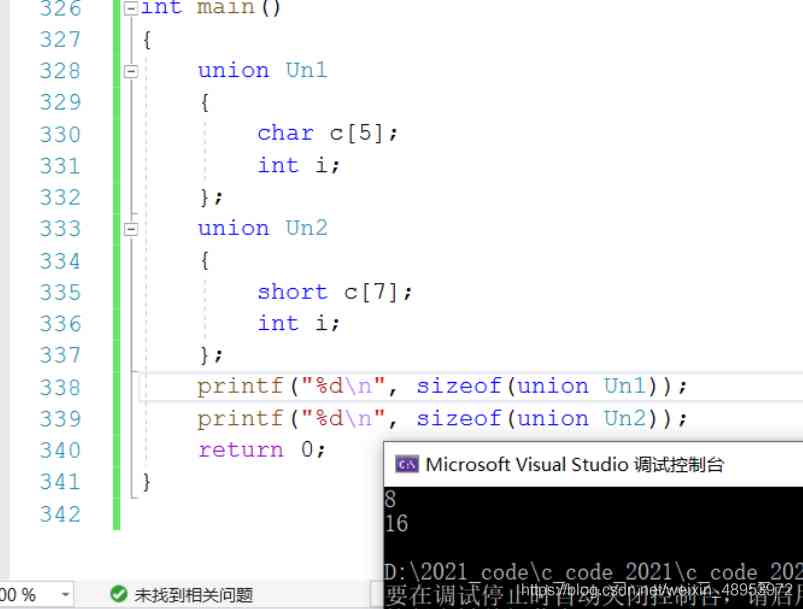 326 int main()
327 {
328 union Un1
329 {
330 char c[5];
331 int i;
332 };
333 union Un2
334 {
335 short c[7];
336 int i;
337 };
338 printf("%d\n", sizeof(union Un1));
339 printf("%d\n", sizeof(union Un2));
340 return 0;
341 }
342
Microsoft Visual Studio 调试控制台
8
16
D:\2021_code\c_code_2021\c_code_202
要在调试停止时自动关闭控制台，请启用
https://blog.csdn.net/weixin_48953972
00 % 未找到相关问题